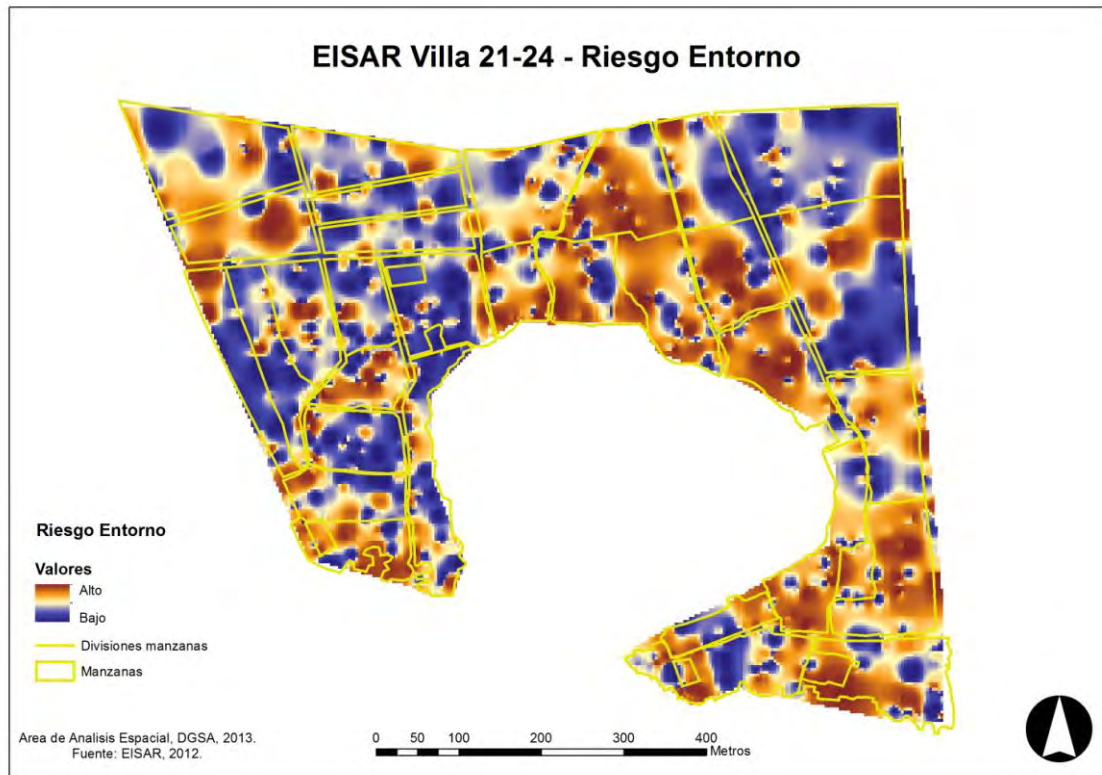 EISAR Villa 21-24 - Riesgo Entorno
Riesgo Entorno
Valores
Alto
Bajo
Divisiones manzanas
Manzanas
Area de Analisis Espacial, DGSA, 2013.
Fuente: EISAR, 2012.
0 50 100 200 300 400
Metros